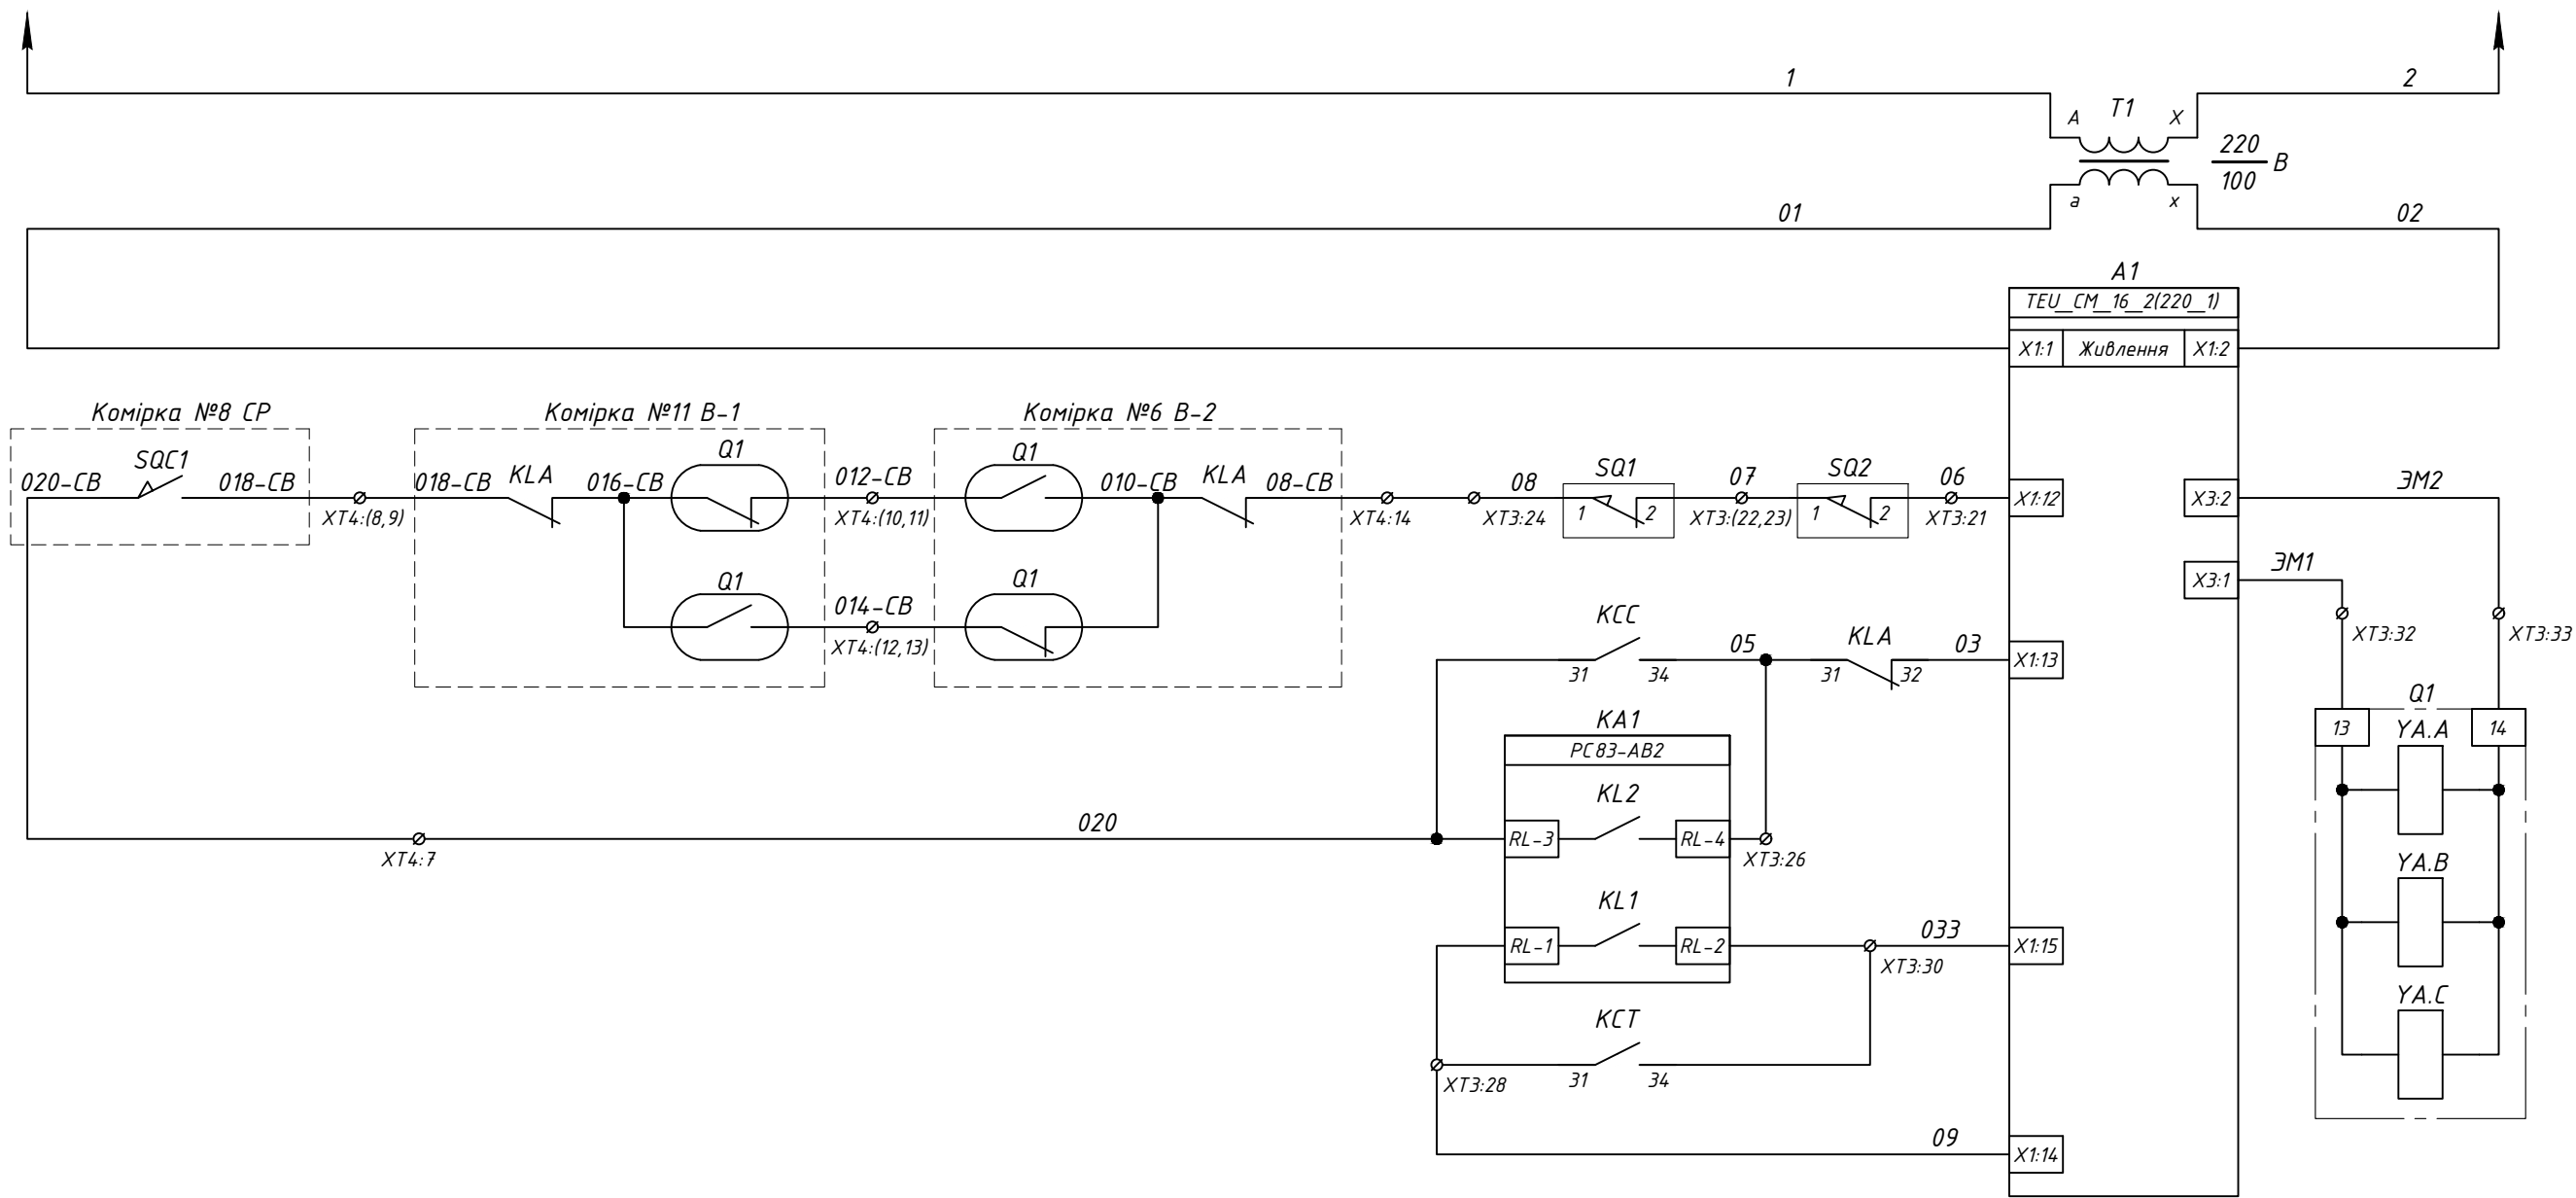 1
2
A T1 X
220
100
В
a x
01
02
A1
TEU_CM_16_2(220_1)
X1:1 Живлення X1:2
Комірка №8 СР
Комірка №11 В-1
Комірка №6 В-2
020-СВ SQC1 018-СВ
XT4:(8,9)
018-СВ KLA 016-СВ Q1
012-СВ
XT4:(10,11)
Q1 010-СВ KLA 08-СВ
XT4:14
XT3:24
08
SQ1
1 2
07
XT3:(22,23)
SQ2
1 2
06
XT3:21
X1:12
X3:2
ЭМ2
X3:1
ЭМ1
XT3:32
XT3:33
Q1
014-СВ
XT4:(12,13)
Q1
KCC
31 34
05
KLA
31 32
03
X1:13
Q1
13 YA.A 14
YA.B
YA.C
KA1
PC83-AB2
KL2
RL-3 RL-4
XT3:26
020
XT4:7
KL1
RL-1 RL-2
033
XT3:30
X1:15
KCT
31 34
XT3:28
09
X1:14